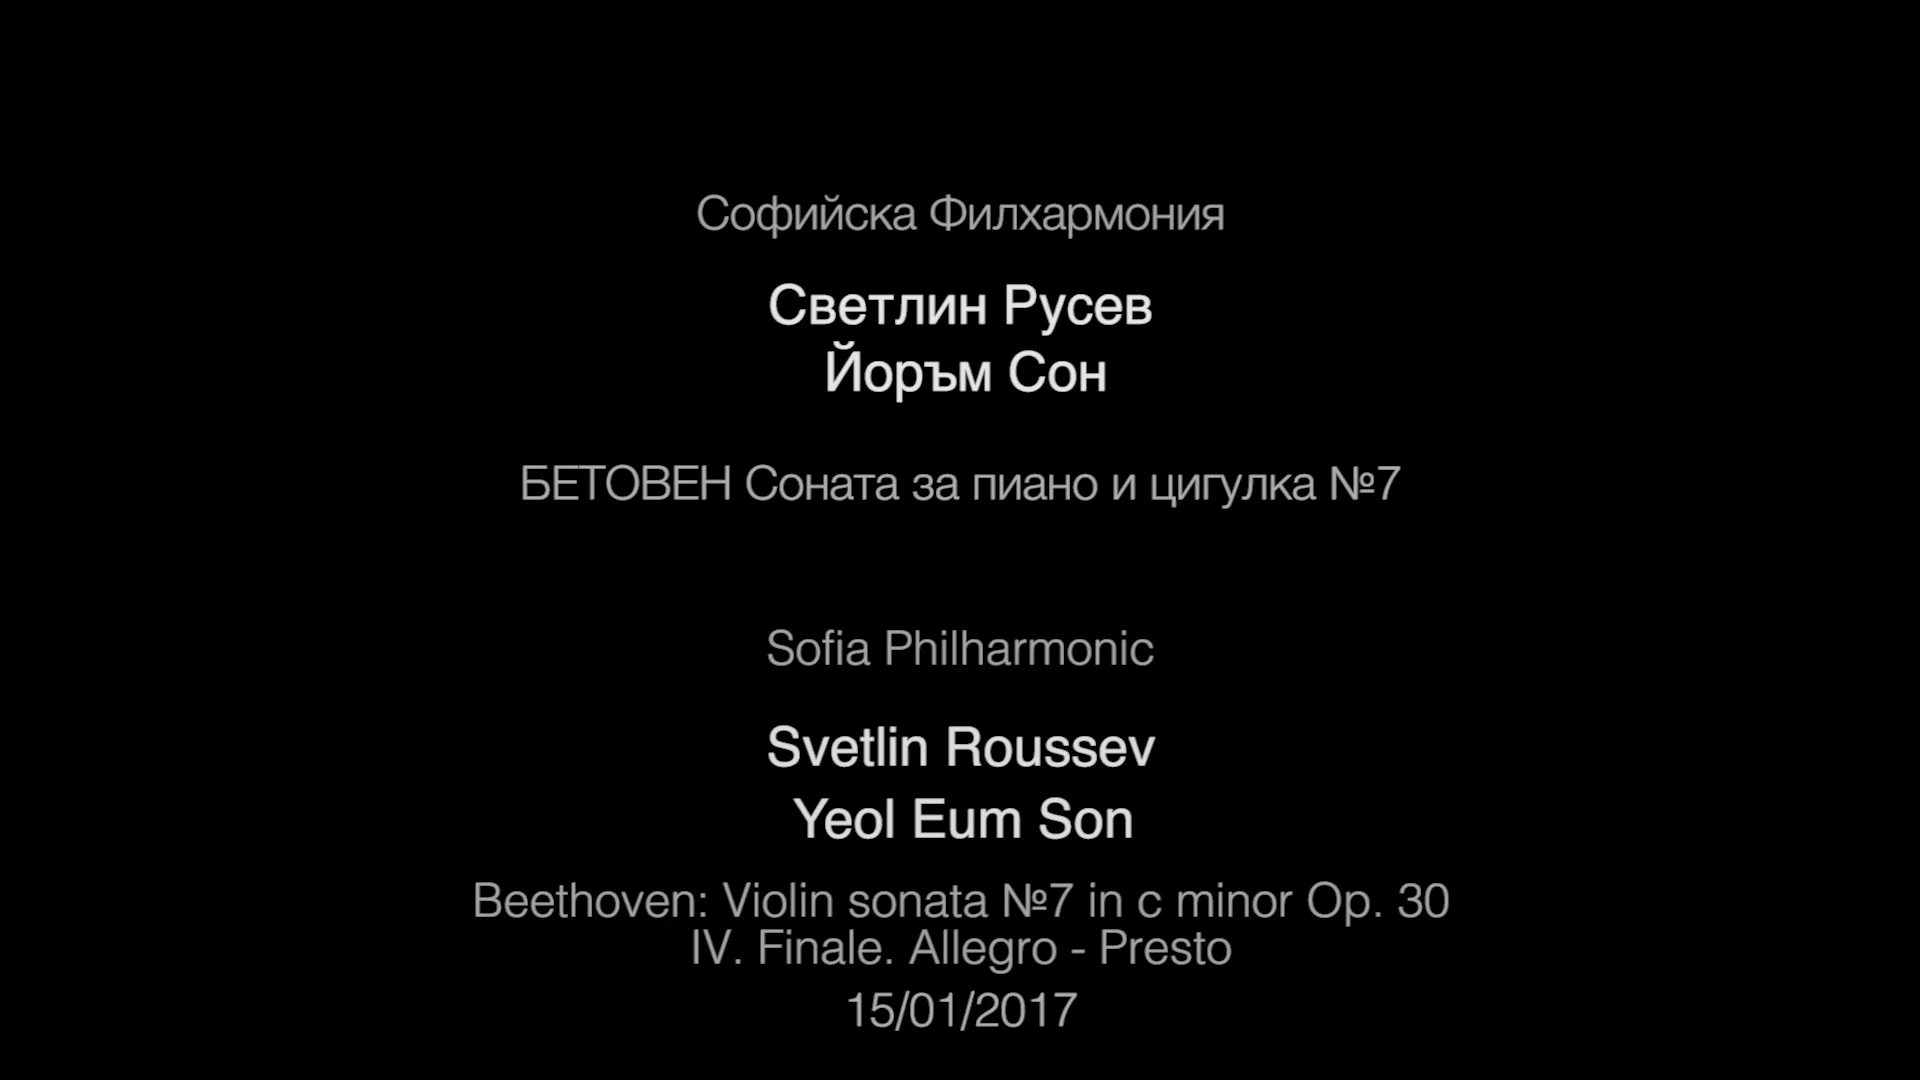 Софийска Филхармония
Светлин Русев
Йоръм Сон
БЕТОВЕН Соната за пиано и цигулка №7
Sofia Philharmonic
Svetlin Roussev
Yeol Eum Son
Beethoven: Violin sonata №7 in c minor Op. 30
IV. Finale. Allegro - Presto
15/01/2017